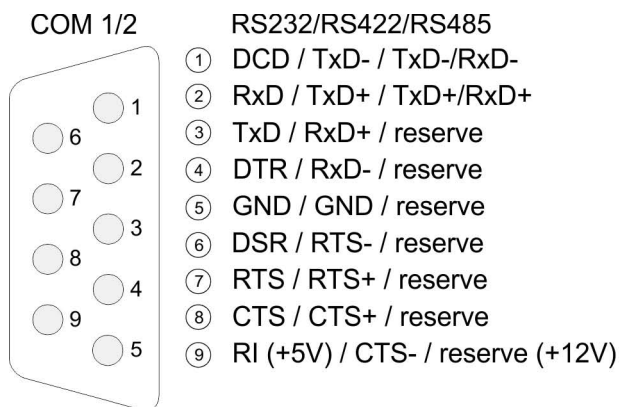 COM 1/2 RS232/RS422/RS485
1 DCD / TxD- / TxD-/RxD-
2 RxD / TxD+ / TxD+/RxD+
3 TxD / RxD+ / reserve
4 DTR / RxD- / reserve
5 GND / GND / reserve
6 DSR / RTS- / reserve
7 RTS / RTS+ / reserve
8 CTS / CTS+ / reserve
9 RI (+5V) / CTS- / reserve (+12V)
1
6
2
7
3
8
4
9
5